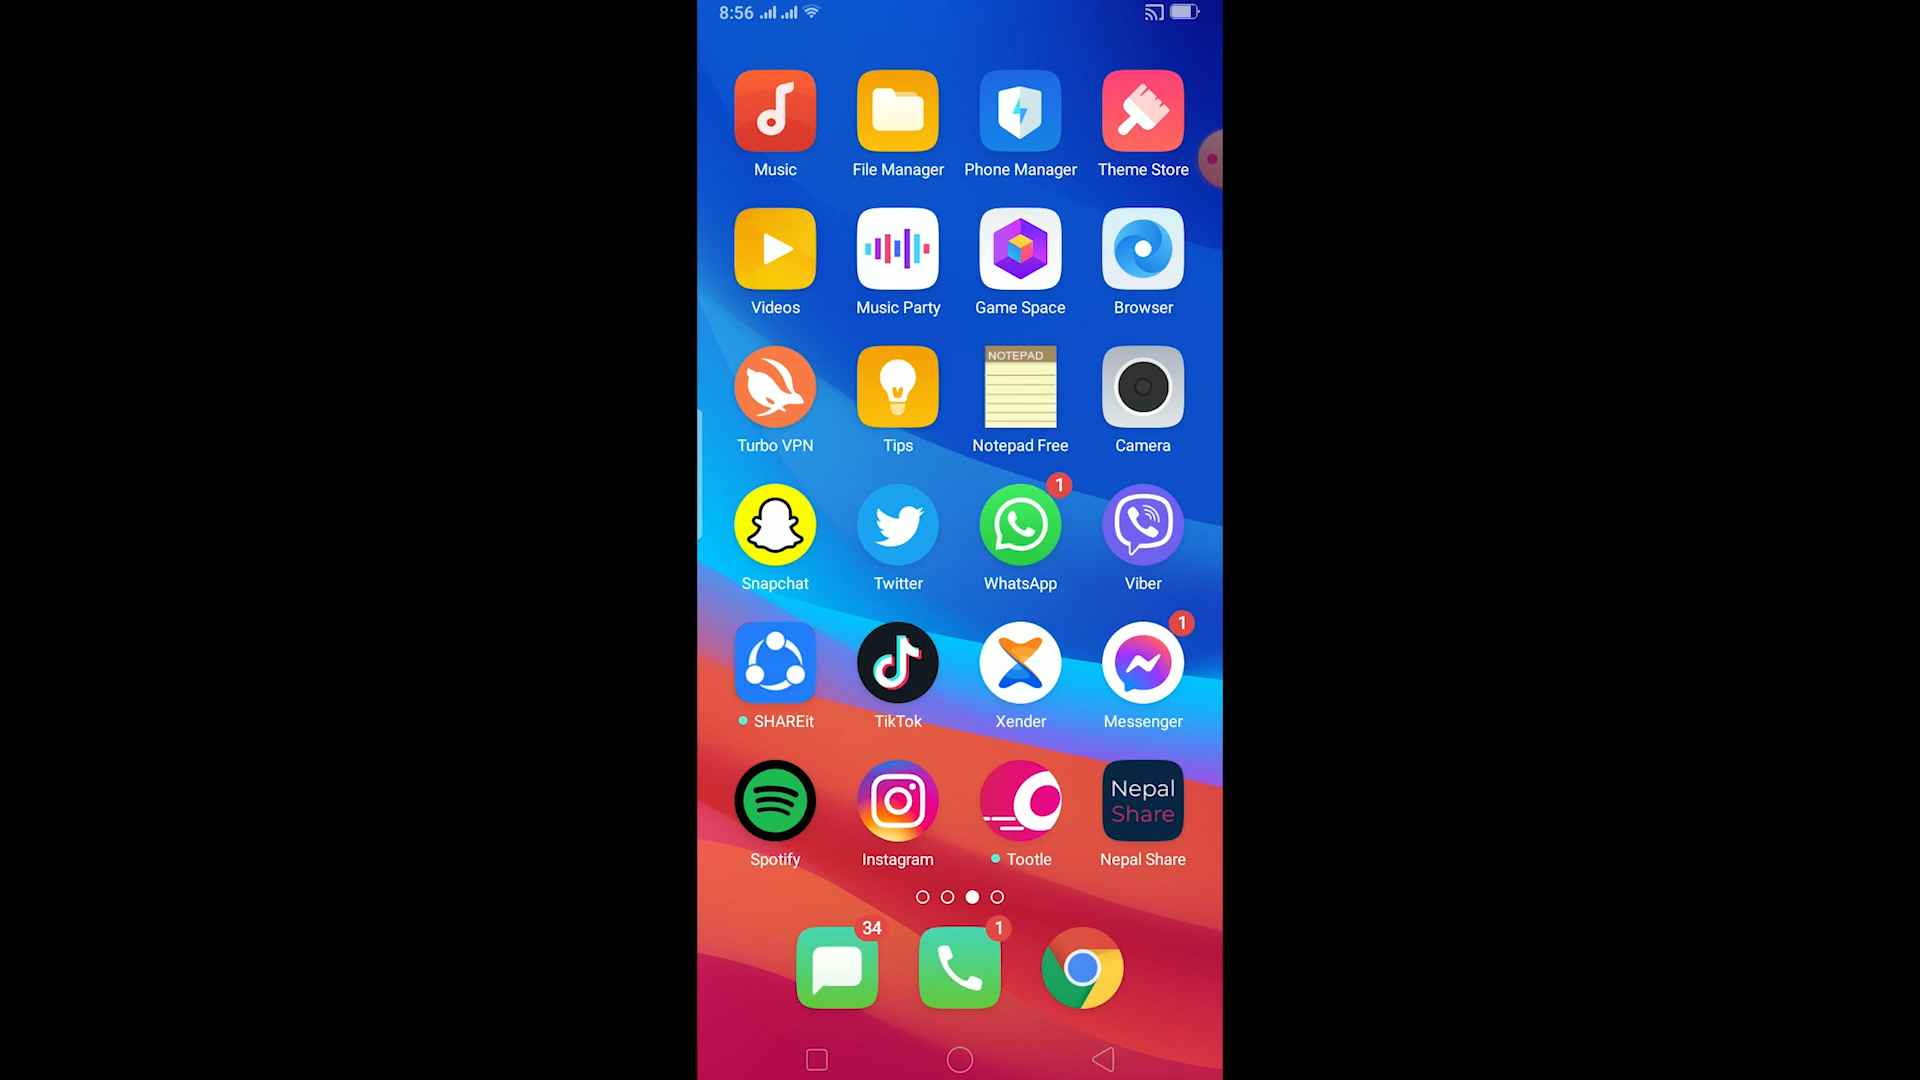 8:56
Music File Manager Phone Manager Theme Store
Videos Music Party Game Space Browser
NOTEPAD
Turbo VPN Tips Notepad Free Camera
1
Snapchat Twitter WhatsApp Viber
1
SHAREit TikTok Xender Messenger
Nepal
Share
Spotify Instagram Tootle Nepal Share
34 1